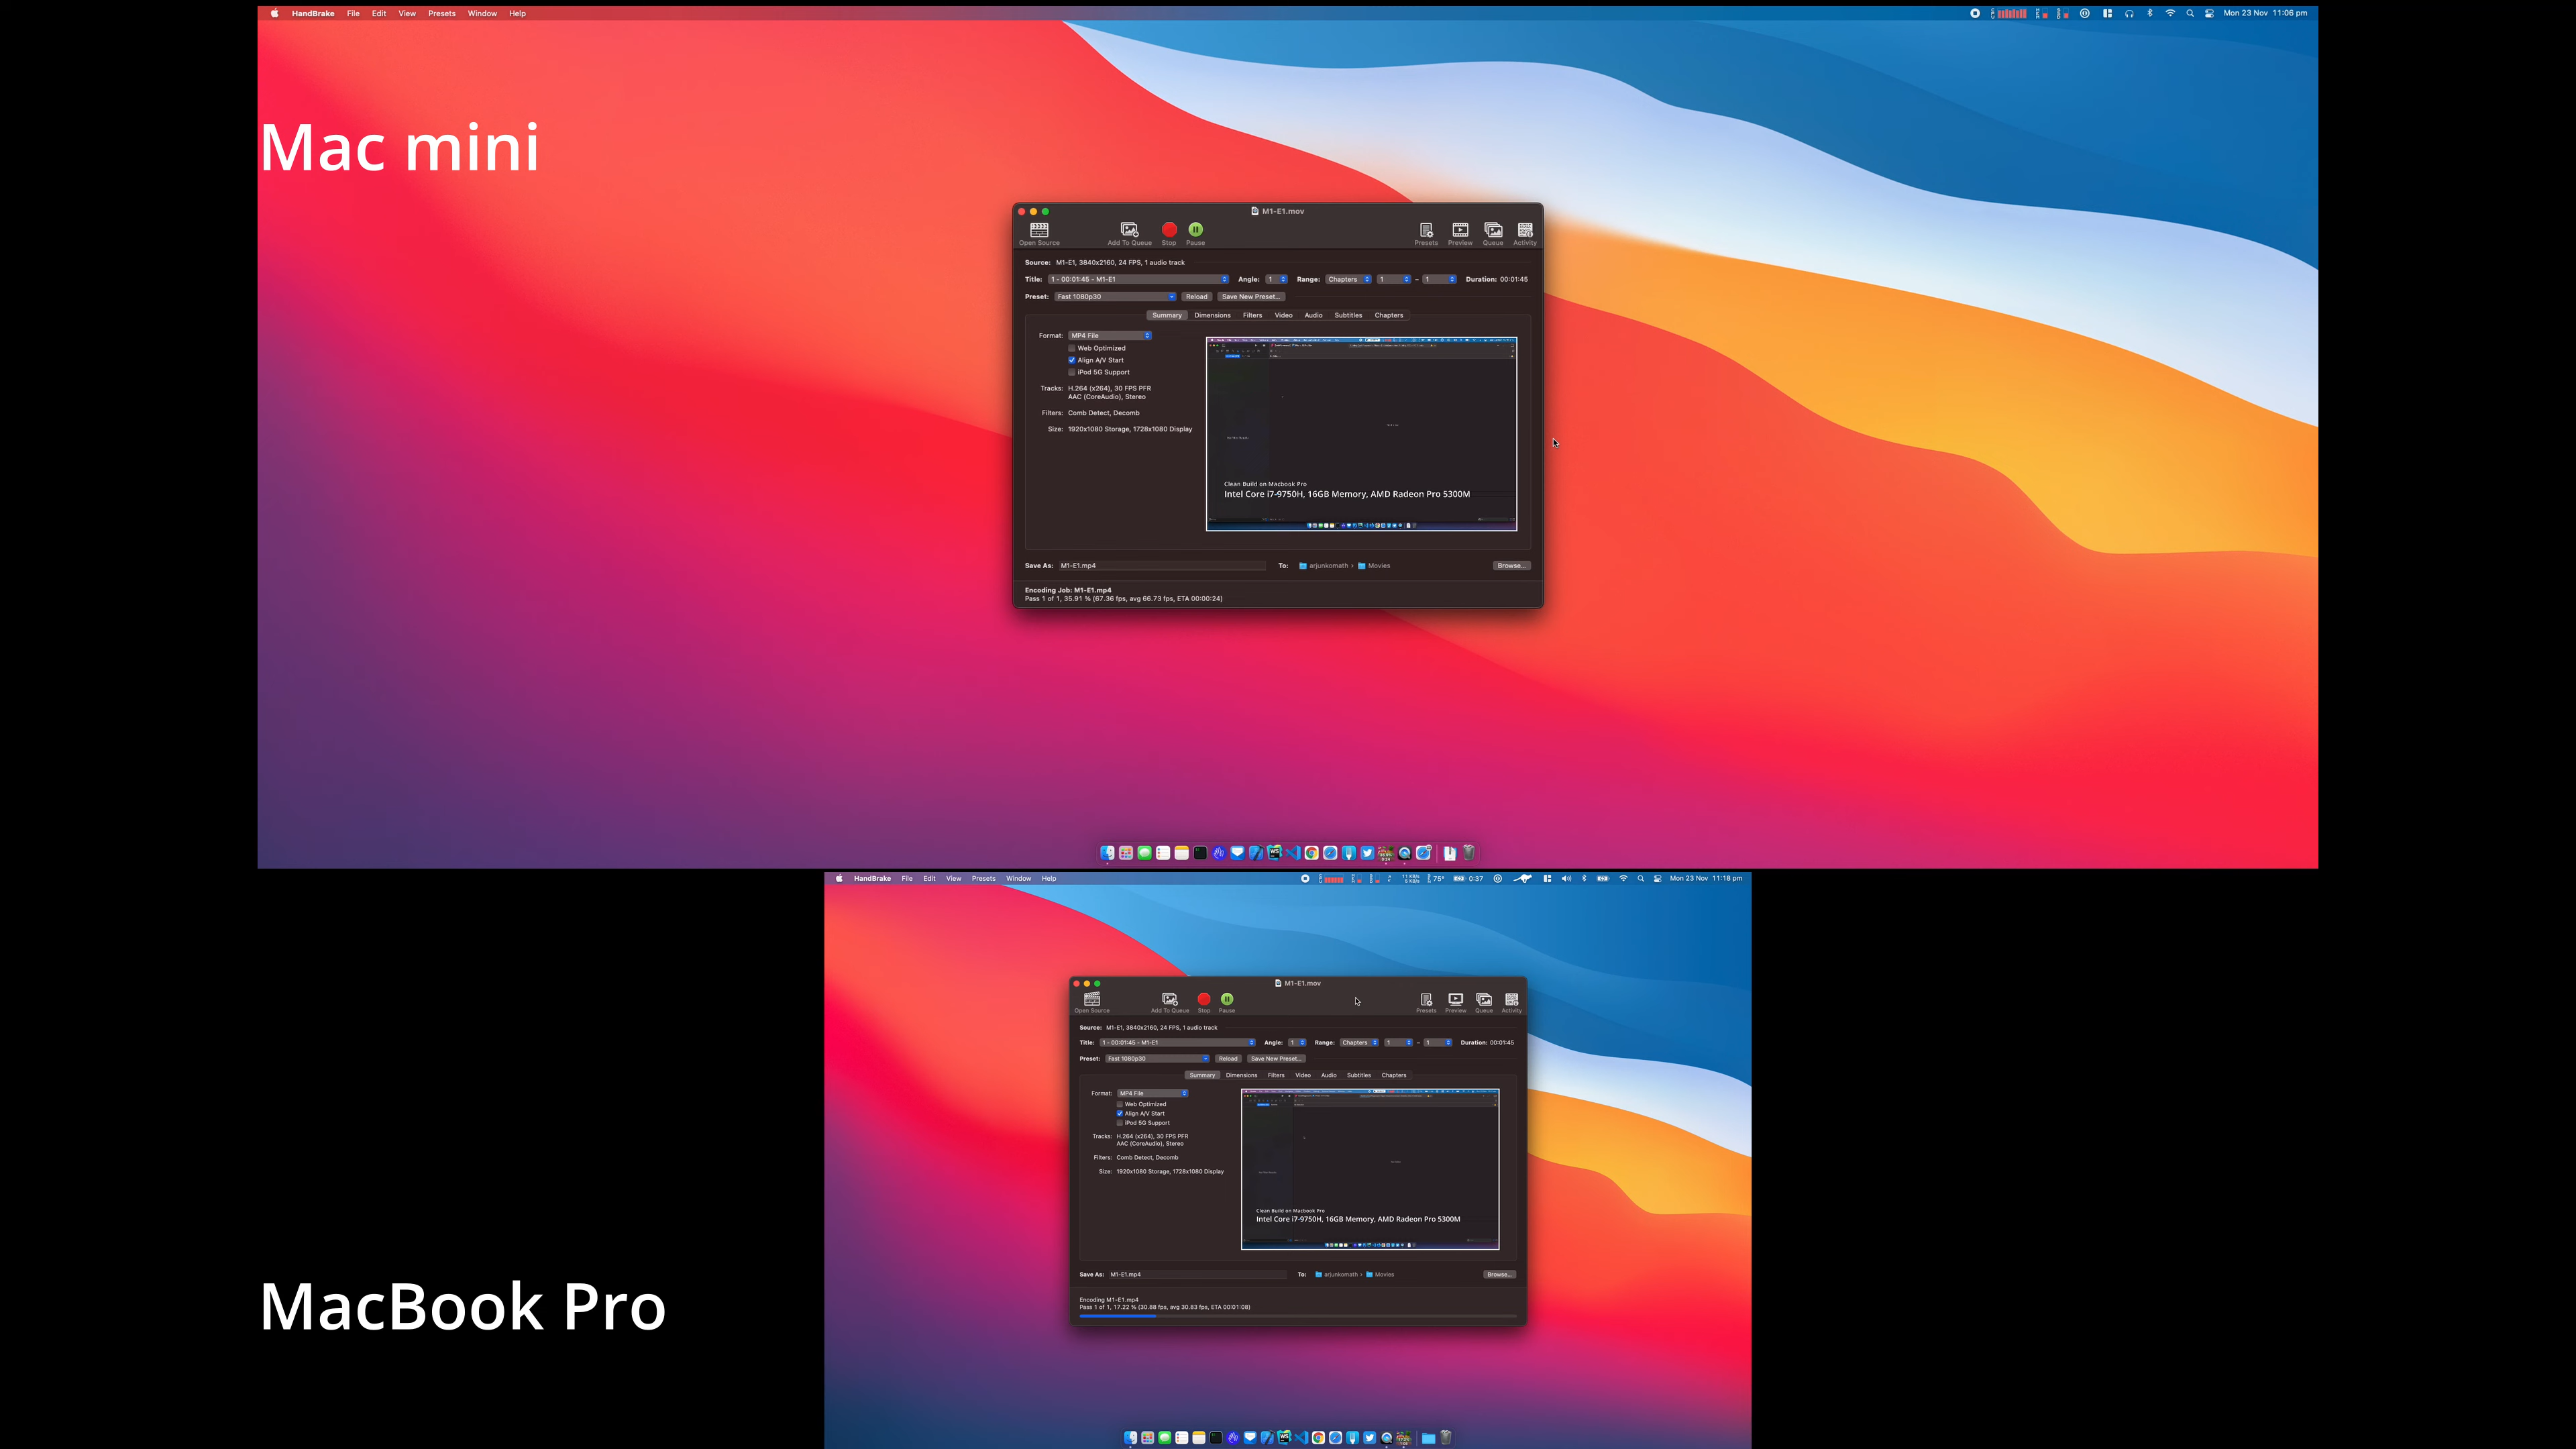 HandBrake File Edit View Presets Window Help
Mon 23 Nov 11:06 pm
Mac mini
M1-E1.mov
Open Source Add To Queue Stop Pause Presets Preview Queue Activity
Source: M1-E1, 3840x2160, 24 FPS, 1 audio track
Title: 1 - 00:01:45 - M1-E1 Angle: 1 Range: Chapters 1 – 1 Duration: 00:01:45
Preset: Fast 1080p30 Reload Save New Preset...
Summary Dimensions Filters Video Audio Subtitles Chapters
Format: MP4 File
Web Optimized
Align A/V Start
iPod 5G Support
Tracks: H.264 (x264), 30 FPS PFR
AAC (CoreAudio), Stereo
Filters: Comb Detect, Decomb
Size: 1920x1080 Storage, 1728x1080 Display
Clean Build on Macbook Pro
Intel Core i7-9750H, 16GB Memory, AMD Radeon Pro 5300M
Save As: M1-E1.mp4 To: arjunkomath › Movies Browse...
Encoding Job: M1-E1.mp4
Pass 1 of 1, 35.91 % (67.36 fps, avg 66.73 fps, ETA 00:00:24)
HandBrake File Edit View Presets Window Help
75° 0:37 Mon 23 Nov 11:18 pm
M1-E1.mov
Open Source Add To Queue Stop Pause Presets Preview Queue Activity
Source: M1-E1, 3840x2160, 24 FPS, 1 audio track
Title: 1 - 00:01:45 - M1-E1 Angle: 1 Range: Chapters 1 – 1 Duration: 00:01:45
Preset: Fast 1080p30 Reload Save New Preset...
Summary Dimensions Filters Video Audio Subtitles Chapters
Format: MP4 File
Web Optimized
Align A/V Start
iPod 5G Support
Tracks: H.264 (x264), 30 FPS PFR
AAC (CoreAudio), Stereo
Filters: Comb Detect, Decomb
Size: 1920x1080 Storage, 1728x1080 Display
Clean Build on Macbook Pro
Intel Core i7-9750H, 16GB Memory, AMD Radeon Pro 5300M
Save As: M1-E1.mp4 To: arjunkomath › Movies Browse...
Encoding M1-E1.mp4
Pass 1 of 1, 17.22 % (30.88 fps, avg 30.83 fps, ETA 00:01:08)
MacBook Pro